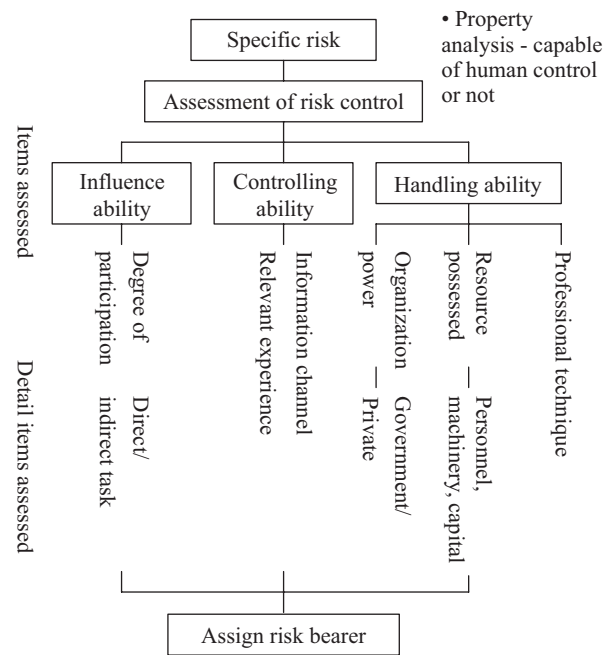 Specific risk
• Property
analysis - capable
of human control
or not
Assessment of risk control
Items assessed
Influence
ability
Controlling
ability
Handling ability
Degree of
participation
Information channel
Relevant experience
Organization
power
Resource
possessed
Professional technique
Detail items assessed
Direct/
indirect task
Government/
Private
Personnel,
machinery, capital
Assign risk bearer